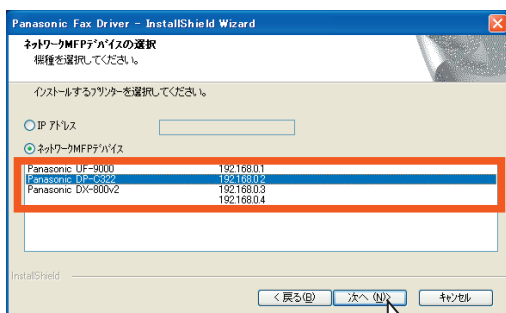 Panasonic Fax Driver - InstallShield Wizard
ﾈｯﾄﾜｰｸMFPﾃﾞﾊﾞｲｽの選択
機種を選択してください。
ｲﾝｽﾄｰﾙするﾌﾟﾘﾝﾀｰを選択してください。
IP ｱﾄﾞﾚｽ
ﾈｯﾄﾜｰｸMFPﾃﾞﾊﾞｲｽ
Panasonic UF-9000 192.168.0.1
Panasonic DP-C322 192.168.0.2
Panasonic DX-800v2 192.168.0.3
192.168.0.4
InstallShield
< 戻る(B) 次へ (N)> ｷｬﾝｾﾙ